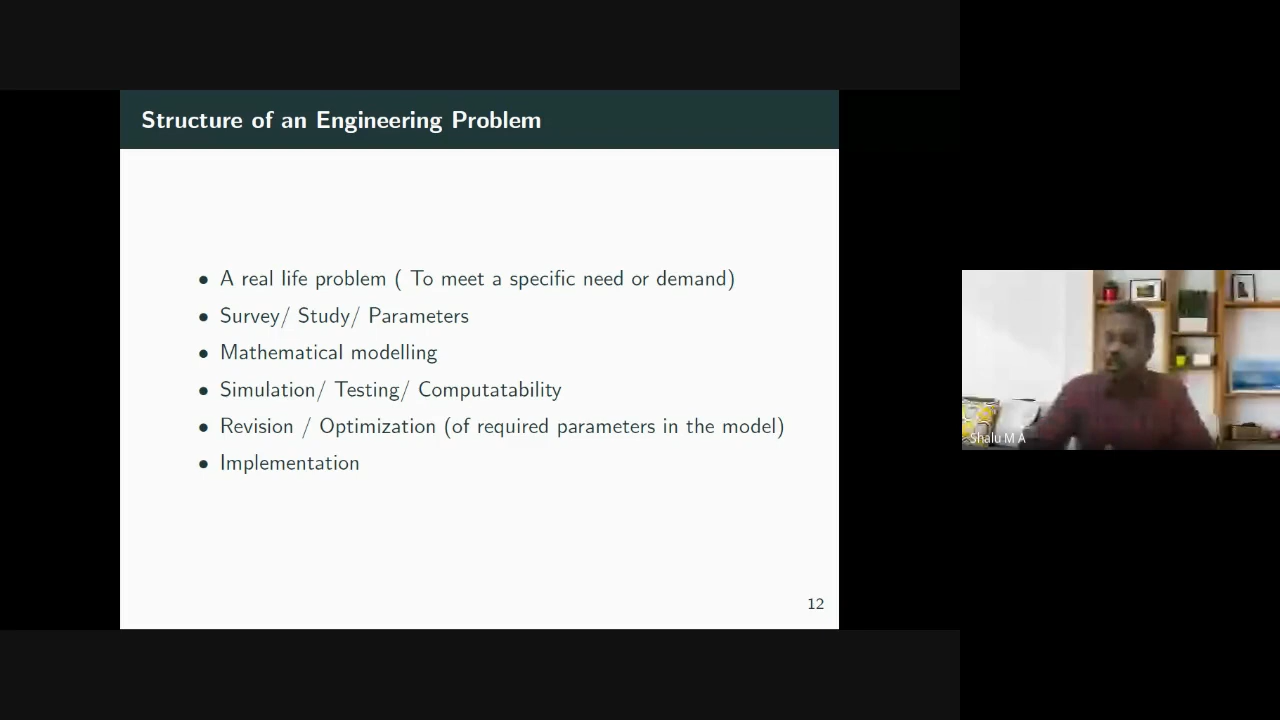 Structure of an Engineering Problem
• A real life problem ( To meet a specific need or demand)
• Survey/ Study/ Parameters
• Mathematical modelling
• Simulation/ Testing/ Computatability
• Revision / Optimization (of required parameters in the model)
• Implementation
12
Shalu M A